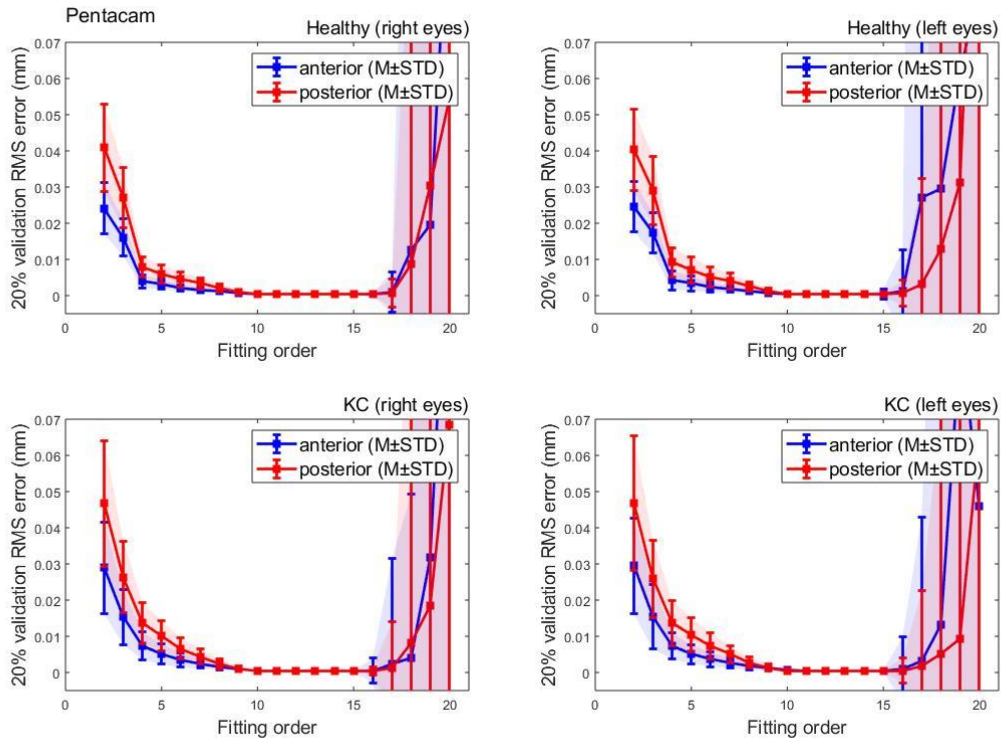 Pentacam
Healthy (right eyes)
20% validation RMS error (mm)
0.07
0.06
0.05
0.04
0.03
0.02
0.01
0
anterior (M±STD)
posterior (M±STD)
0
5
10
15
20
Fitting order
Healthy (left eyes)
20% validation RMS error (mm)
0.07
0.06
0.05
0.04
0.03
0.02
0.01
0
anterior (M±STD)
posterior (M±STD)
0
5
10
15
20
Fitting order
KC (right eyes)
20% validation RMS error (mm)
0.07
0.06
0.05
0.04
0.03
0.02
0.01
0
anterior (M±STD)
posterior (M±STD)
0
5
10
15
20
Fitting order
KC (left eyes)
20% validation RMS error (mm)
0.07
0.06
0.05
0.04
0.03
0.02
0.01
0
anterior (M±STD)
posterior (M±STD)
0
5
10
15
20
Fitting order